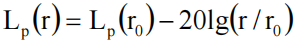 Lₚ(r) = Lₚ(r₀) − 20lg(r / r₀)